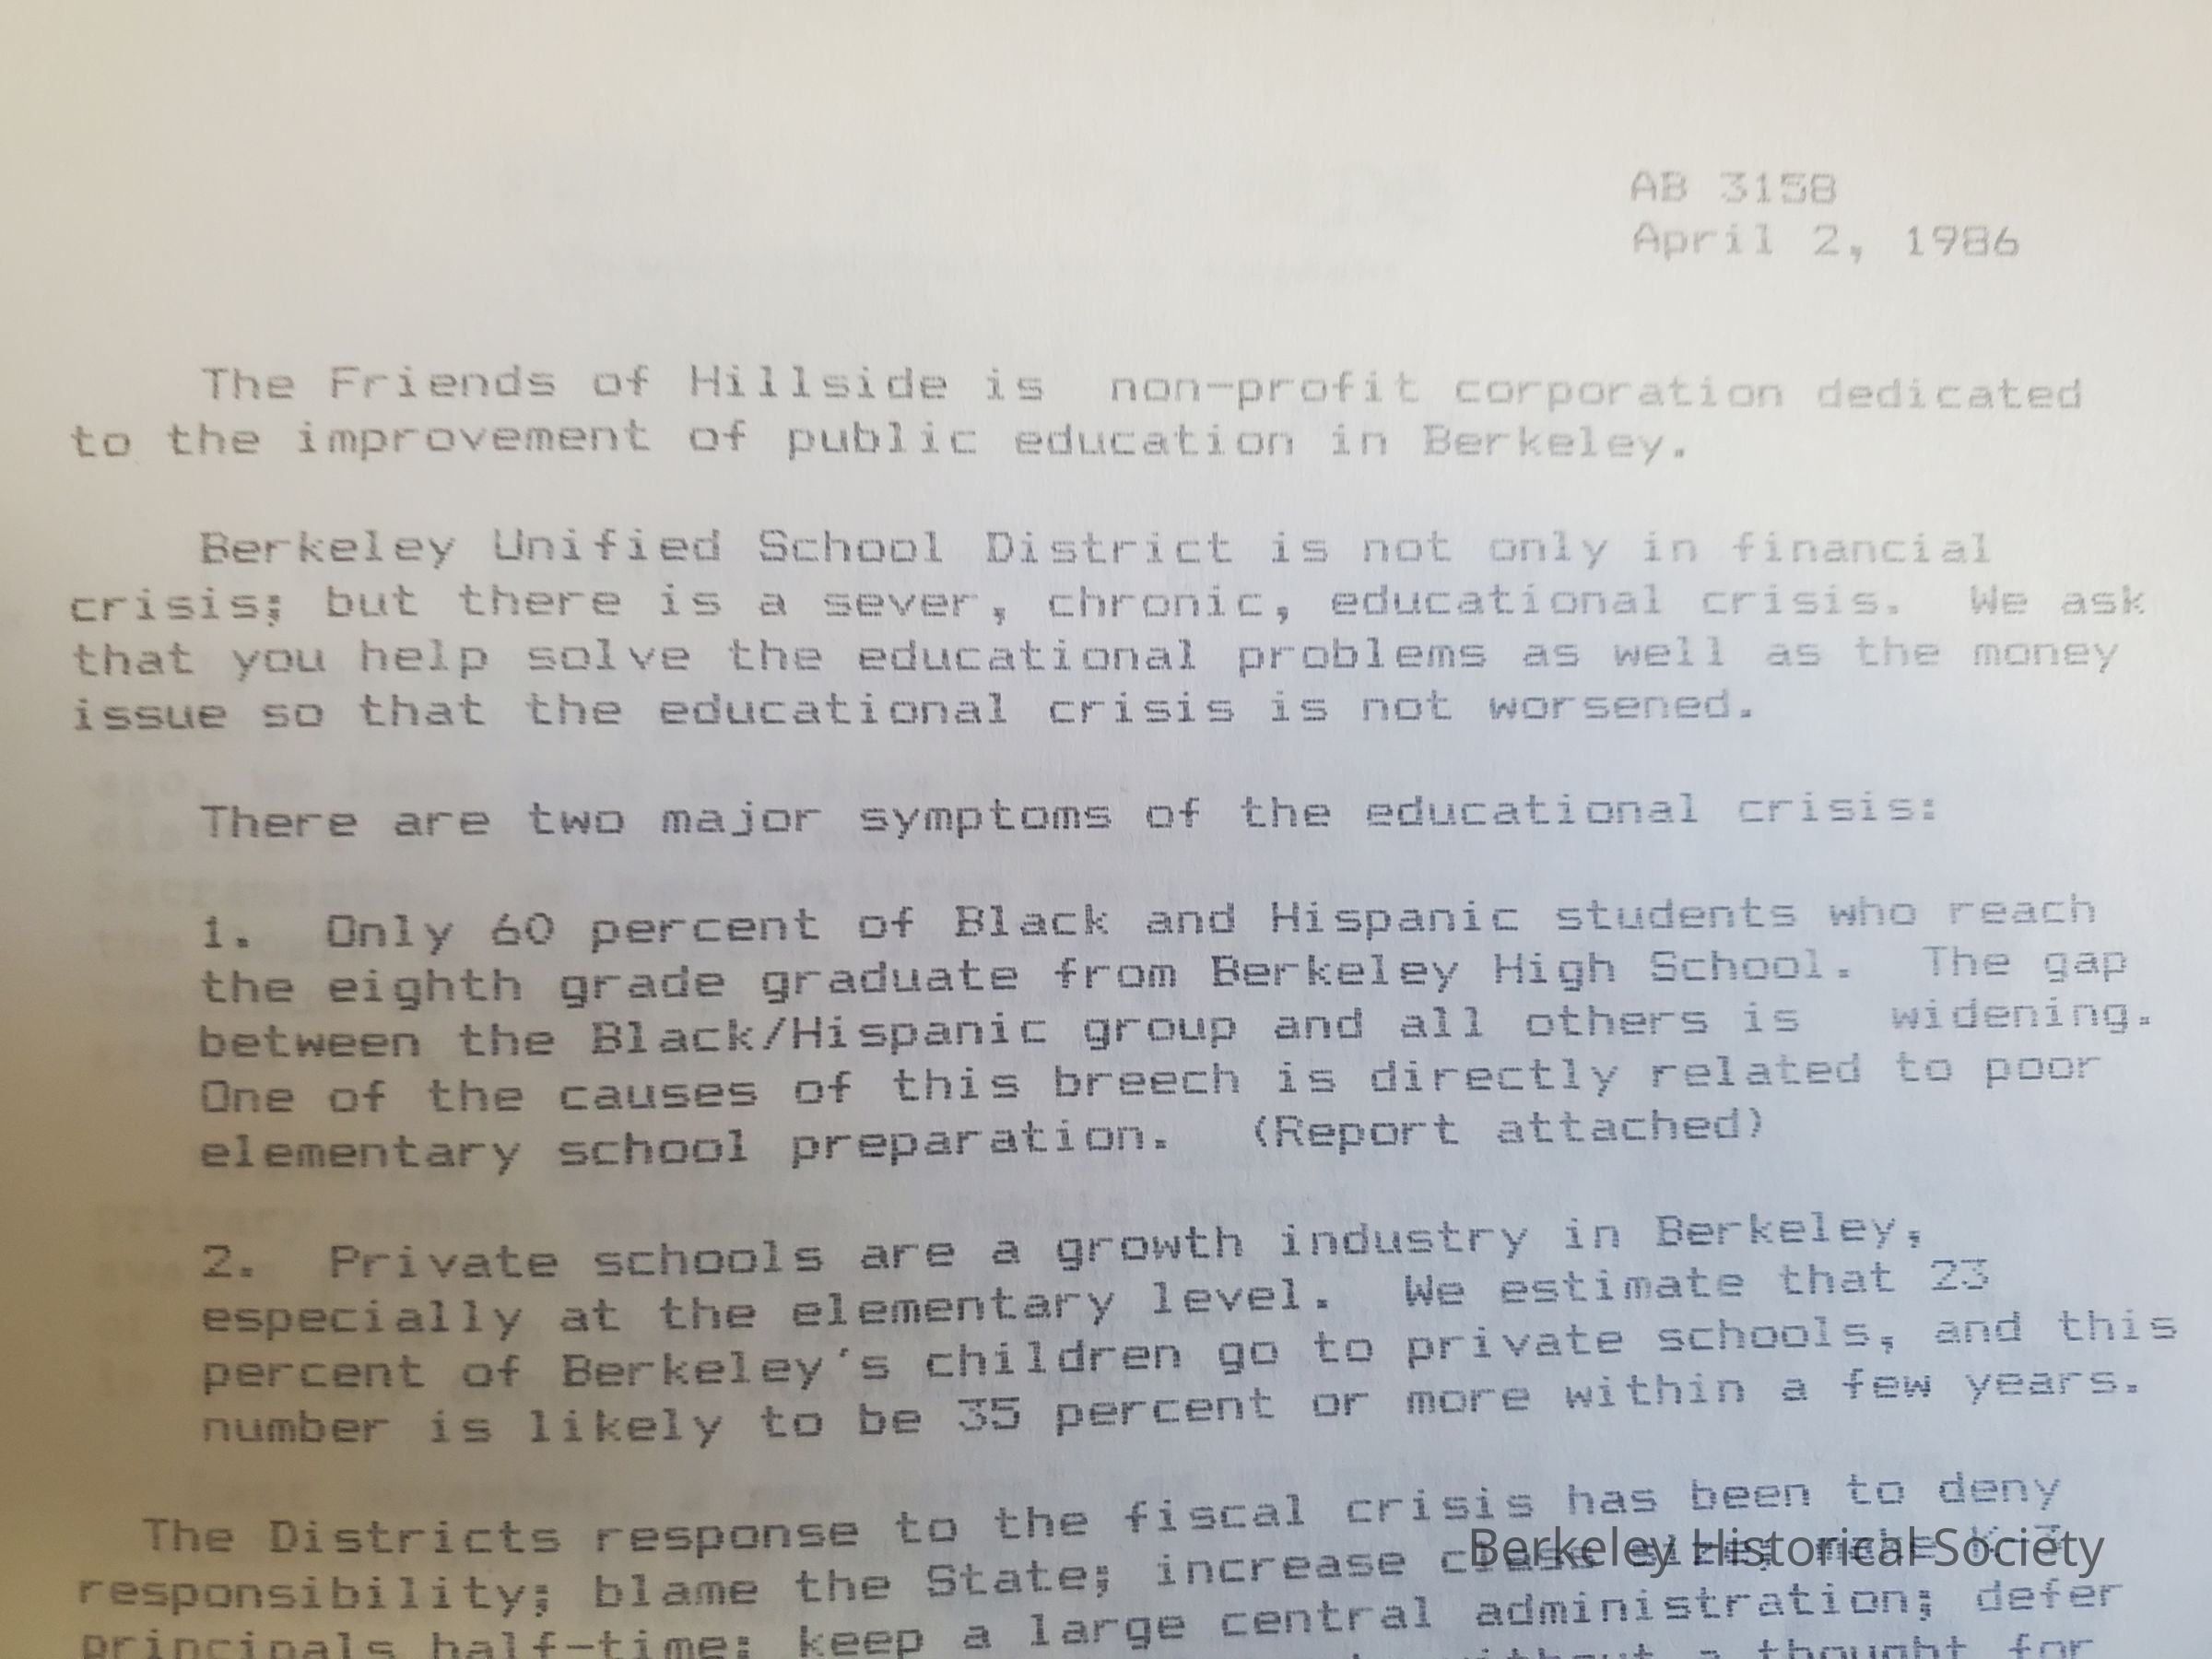 AB 3158
April 2, 1986
The Friends of Hillside is non-profit corporation dedicated
to the improvement of public education in Berkeley.
Berkeley Unified School District is not only in financial
crisis; but there is a sever, chronic, educational crisis. We ask
that you help solve the educational problems as well as the money
issue so that the educational crisis is not worsened.
There are two major symptoms of the educational crisis:
1. Only 60 percent of Black and Hispanic students who reach
the eighth grade graduate from Berkeley High School. The gap
between the Black/Hispanic group and all others is widening.
One of the causes of this breech is directly related to poor
elementary school preparation. (Report attached)
2. Private schools are a growth industry in Berkeley,
especially at the elementary level. We estimate that 23
percent of Berkeley's children go to private schools, and this
number is likely to be 35 percent or more within a few years.
The Districts response to the fiscal crisis has been to deny
responsibility; blame the State; increase class size; make K-3
principals half-time; keep a large central administration; defer
without a thought for
Berkeley Historical Society